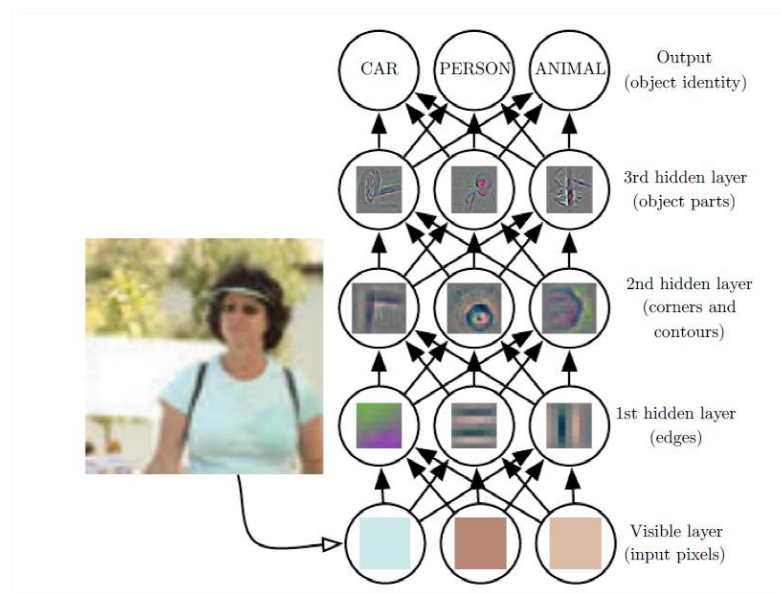 CAR PERSON ANIMAL
Output
(object identity)
3rd hidden layer
(object parts)
2nd hidden layer
(corners and
contours)
1st hidden layer
(edges)
Visible layer
(input pixels)